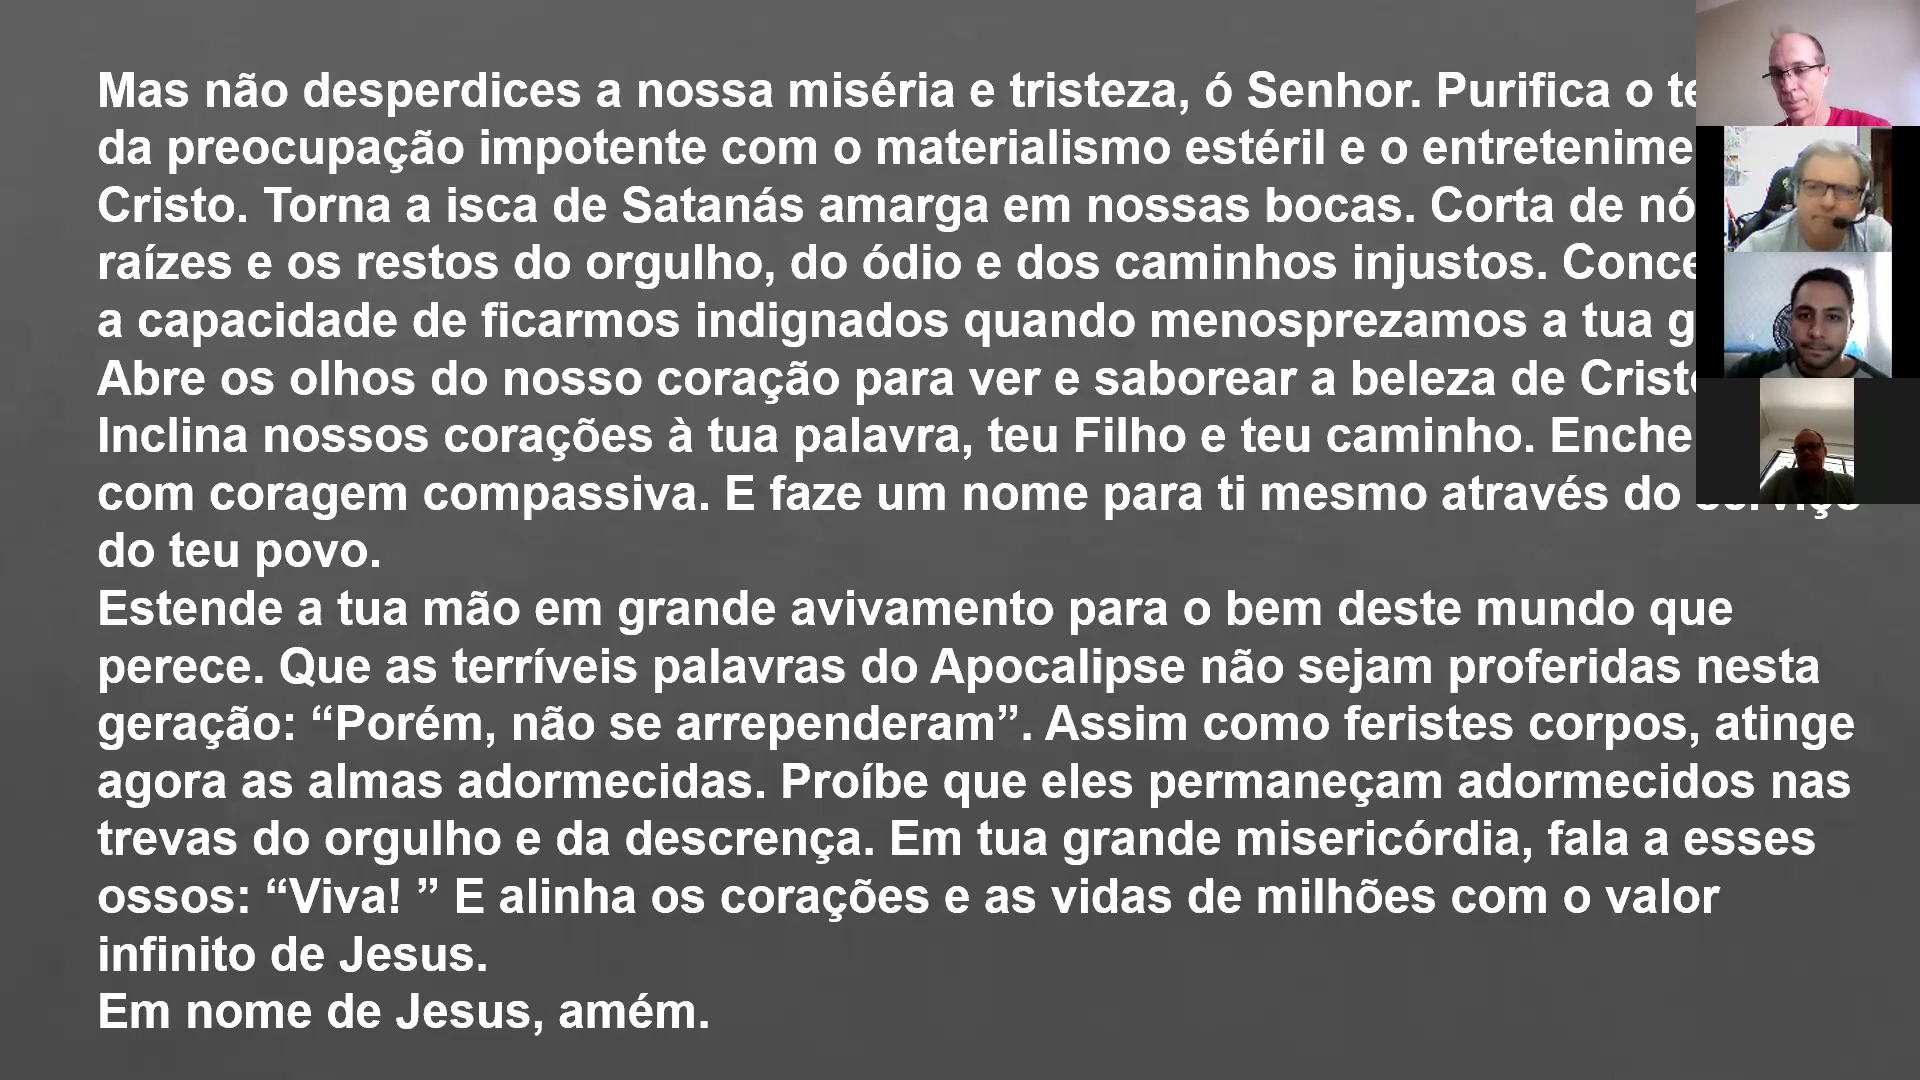 Mas não desperdices a nossa miséria e tristeza, ó Senhor. Purifica o
da preocupação impotente com o materialismo estéril e o
Cristo. Torna a isca de Satanás amarga em nossas bocas. Corta de
raízes e os restos do orgulho, do ódio e dos caminhos injustos.
a capacidade de ficarmos indignados quando menosprezamos a tua
Abre os olhos do nosso coração para ver e saborear a beleza de
Inclina nossos corações à tua palavra, teu Filho e teu caminho. Enche
com coragem compassiva. E faze um nome para ti mesmo através do
do teu povo.
Estende a tua mão em grande avivamento para o bem deste mundo que
perece. Que as terríveis palavras do Apocalipse não sejam proferidas nesta
geração: “Porém, não se arrependeram”. Assim como feristes corpos, atinge
agora as almas adormecidas. Proíbe que eles permaneçam adormecidos nas
trevas do orgulho e da descrença. Em tua grande misericórdia, fala a esses
ossos: “Viva! ” E alinha os corações e as vidas de milhões com o valor
infinito de Jesus.
Em nome de Jesus, amém.